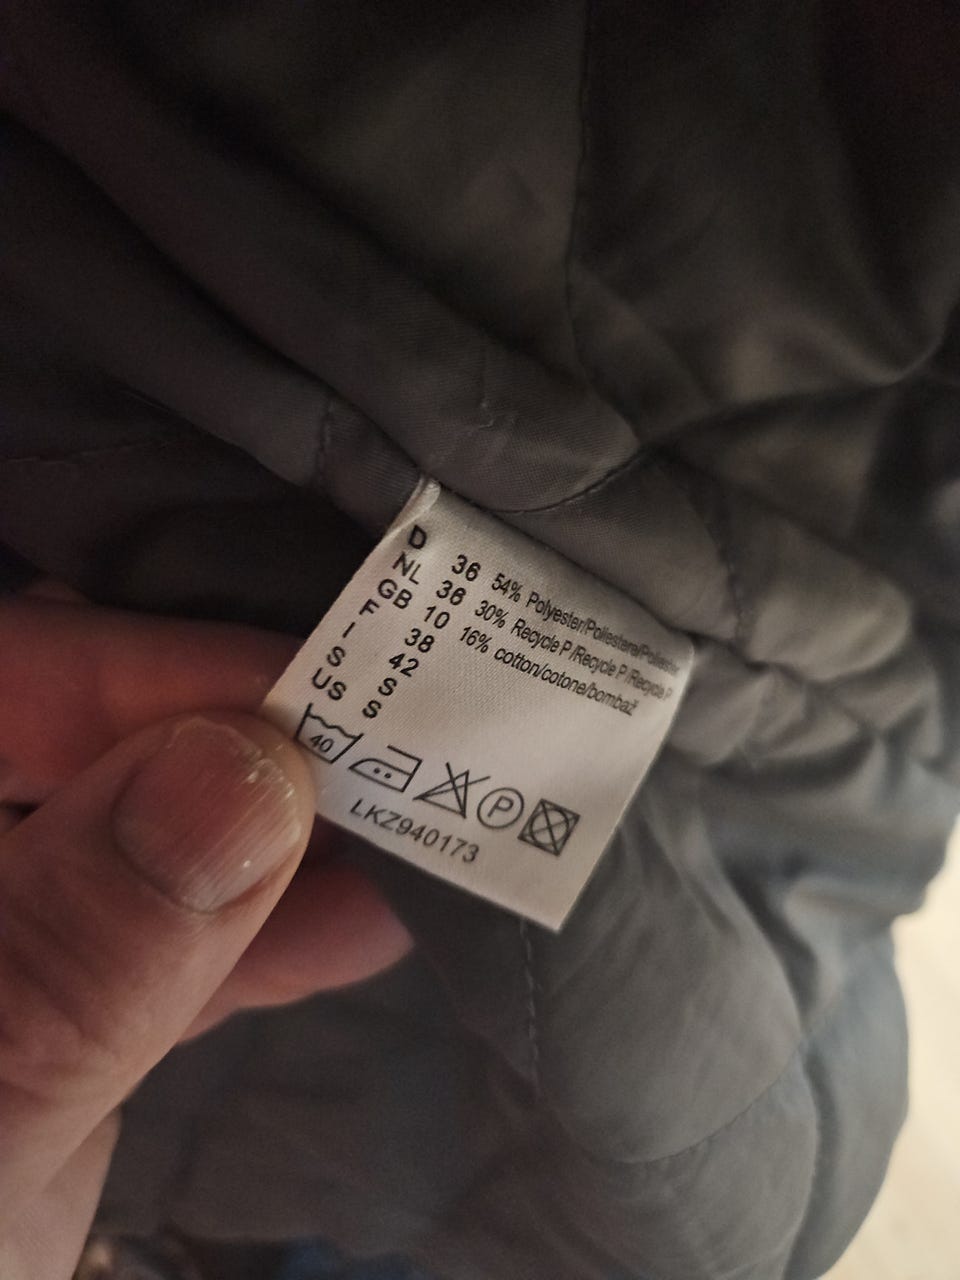 D 36 54% Polyester/Poliestere/Poliester
NL 36 30% Recycle P/Recycle P/Recycle P
GB 10 16% cotton/cotone/bombaž
F 38
I 42
S S
US S
40
P
LKZ940173